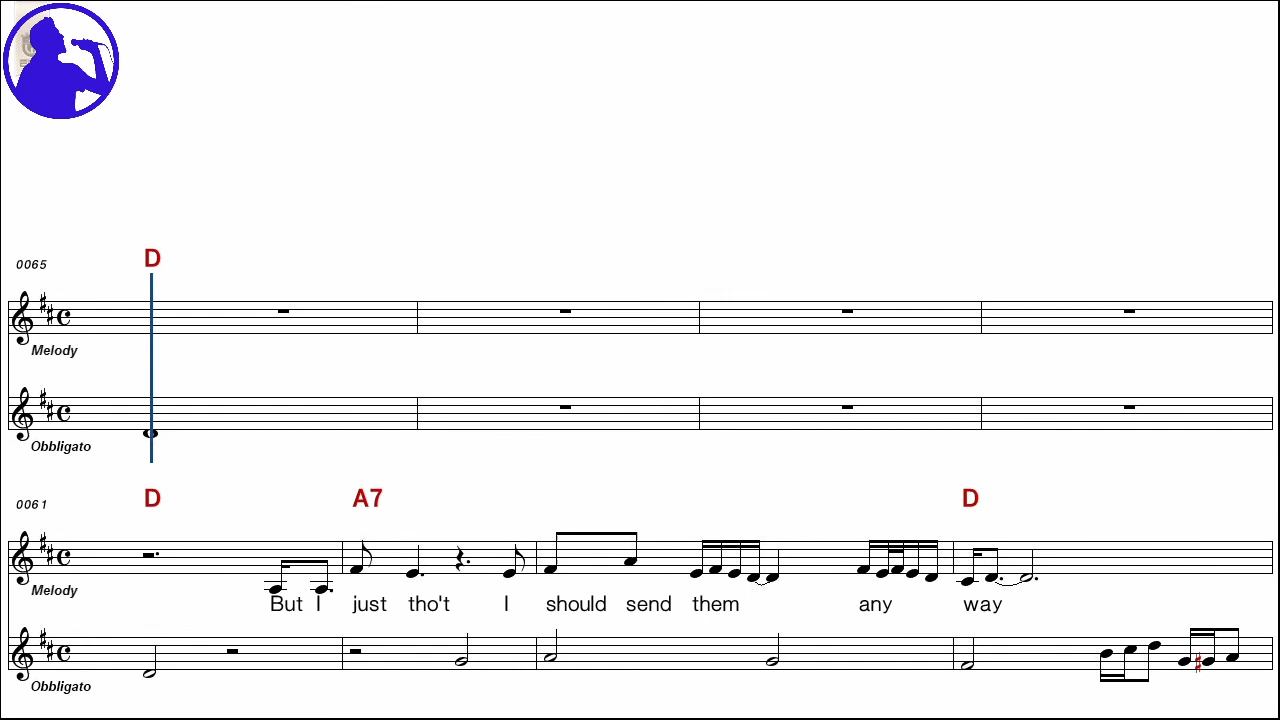 D
0065
Melody
Obbligato
D A7 D
0061
Melody
But I just tho't I should send them any way
Obbligato